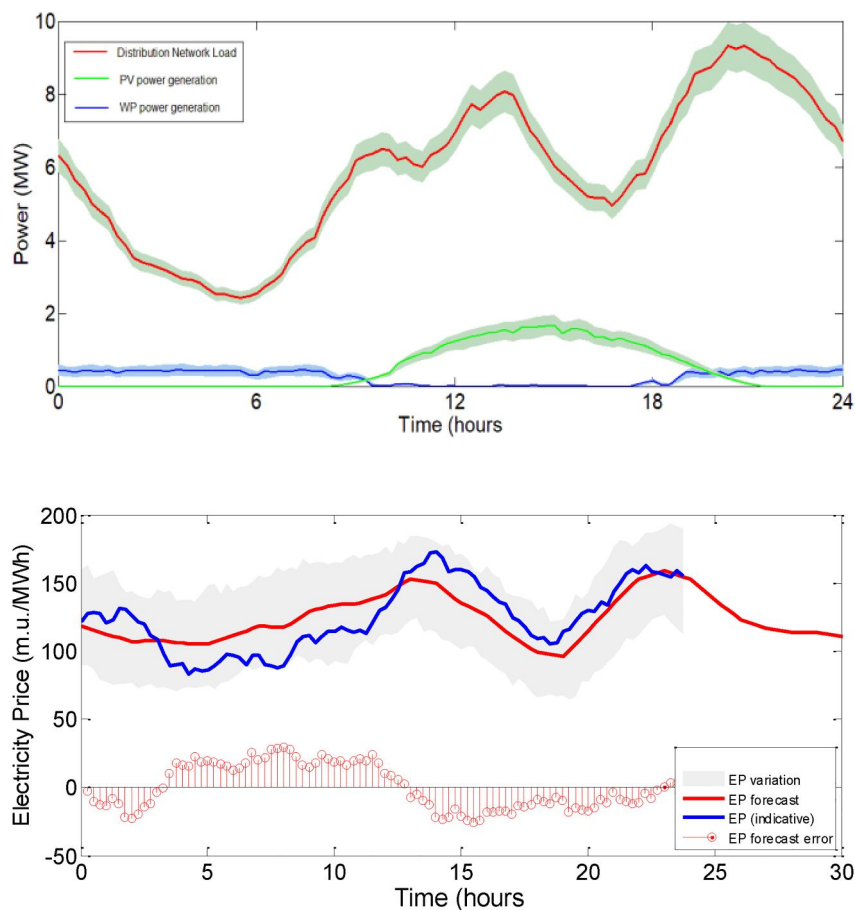 10
8
6
4
2
0
Power (MW)
Distribution Network Load
PV power generation
WP power generation
0 6 12 18 24
Time (hours
200
150
100
50
0
-50
Electricity Price (m.u./MWh)
EP variation
EP forecast
EP (indicative)
EP forecast error
0 5 10 15 20 25 30
Time (hours